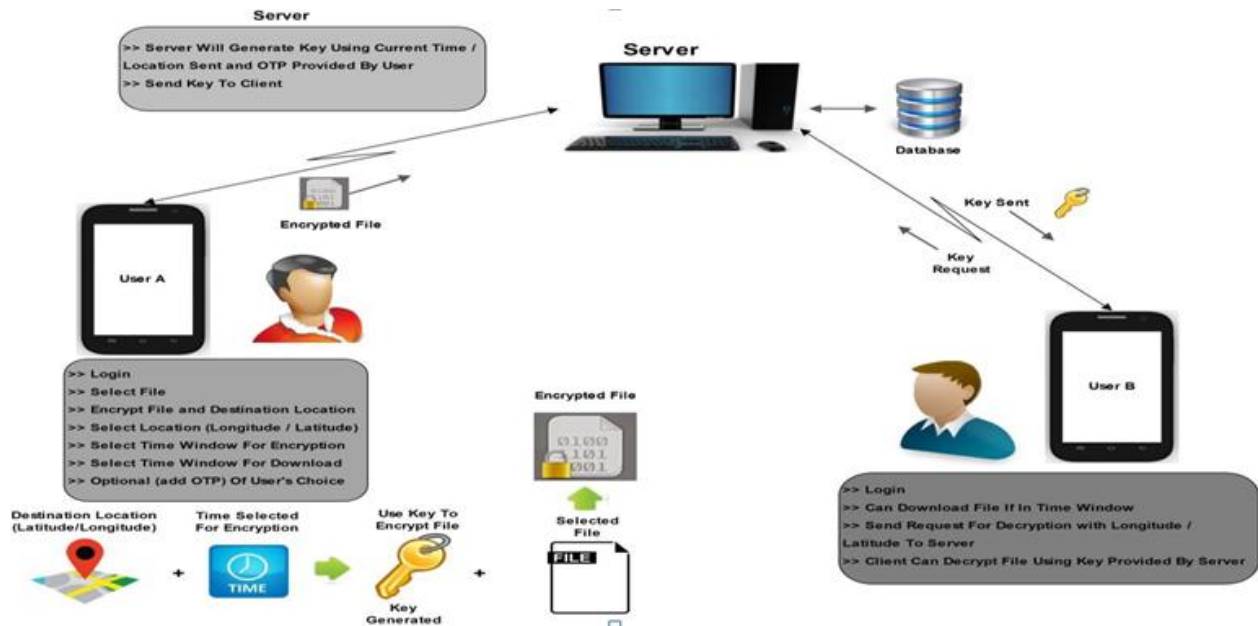 Server
>> Server Will Generate Key Using Current Time /
Location Sent and OTP Provided By User
>> Send Key To Client
Server
Database
Encrypted File
Key Sent
Key
Request
User A
>> Login
>> Select File
>> Encrypt File and Destination Location
>> Select Location (Longitude / Latitude)
>> Select Time Window For Encryption
>> Select Time Window For Download
>> Optional (add OTP) Of User's Choice
User B
>> Login
>> Can Download File If In Time Window
>> Send Request For Decryption with Longitude /
Latitude To Server
>> Client Can Decrypt File Using Key Provided By Server
Encrypted File
0100
1101
001
Destination Location
(Latitude/Longitude)
+
Time Selected
For Encryption
TIME
Use Key To
Encrypt File
Key
Generated
+
Selected
File
FILE